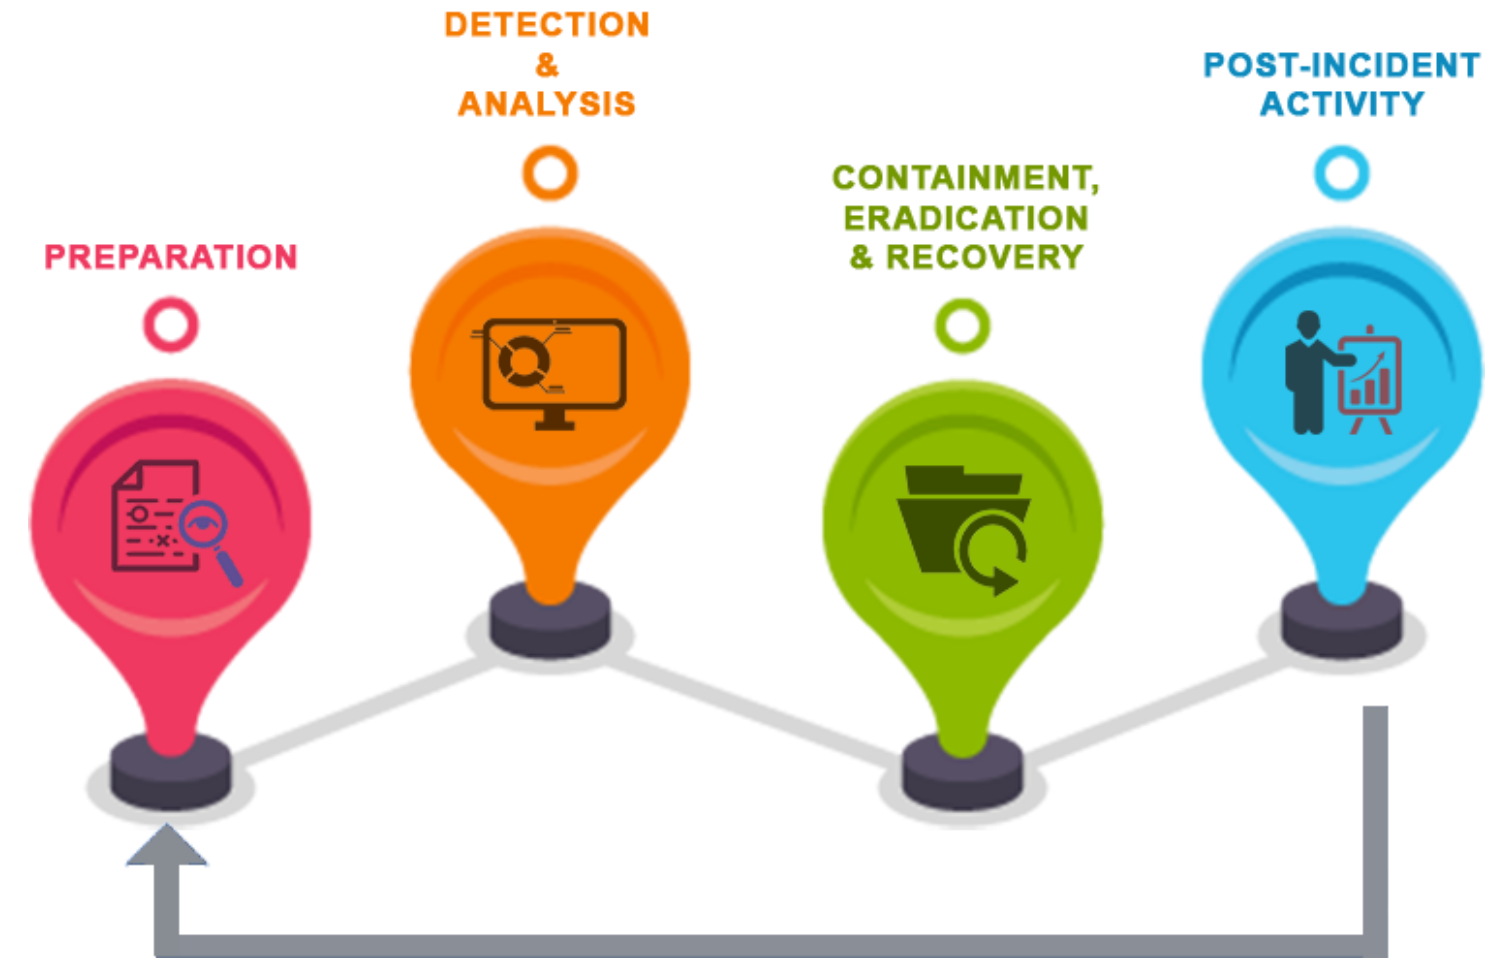 PREPARATION
DETECTION
&
ANALYSIS
CONTAINMENT,
ERADICATION
& RECOVERY
POST-INCIDENT
ACTIVITY